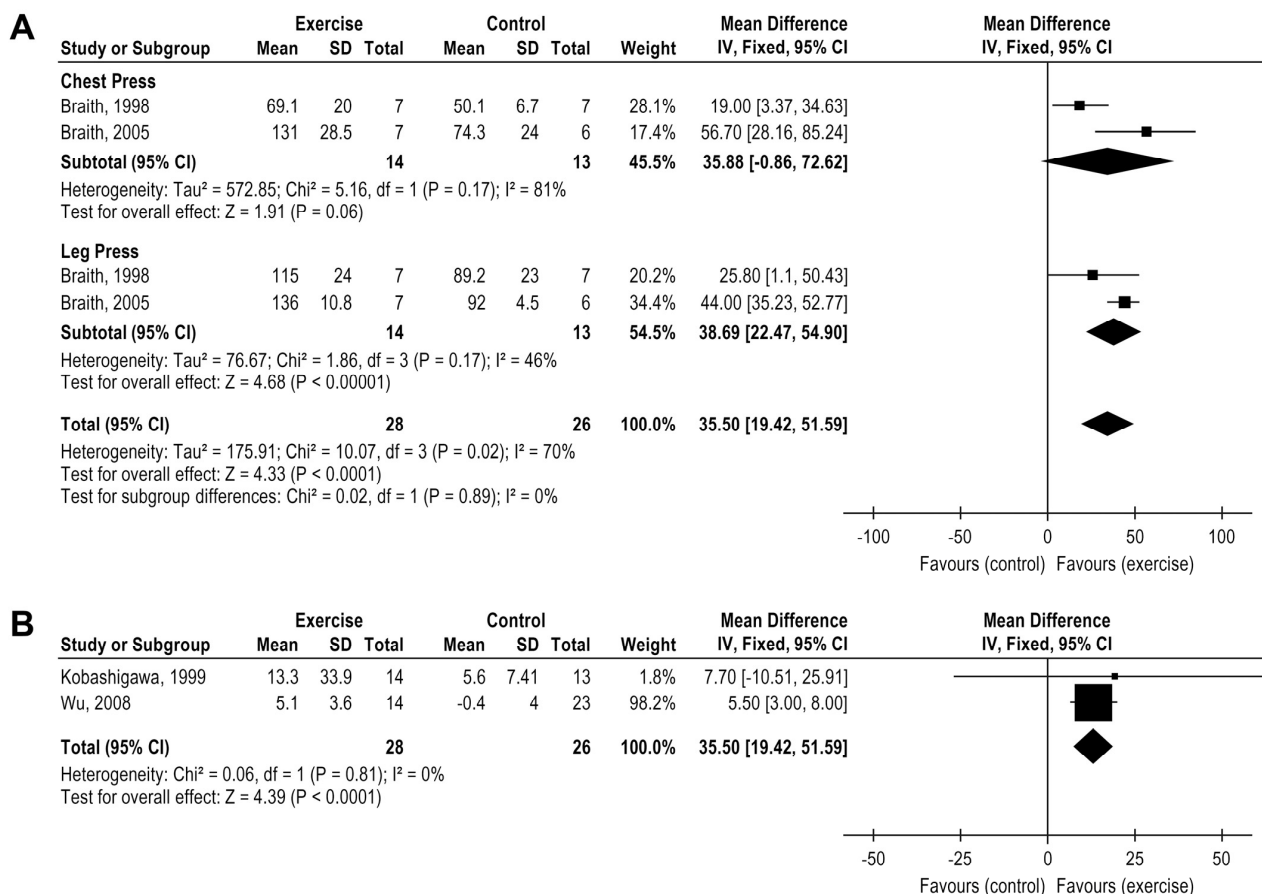 A
Exercise Control Mean Difference Mean Difference
Study or Subgroup Mean SD Total Mean SD Total Weight IV, Fixed, 95% CI IV, Fixed, 95% CI
Chest Press
Braith, 1998 69.1 20 7 50.1 6.7 7 28.1% 19.00 [3.37, 34.63]
Braith, 2005 131 28.5 7 74.3 24 6 17.4% 56.70 [28.16, 85.24]
Subtotal (95% CI) 14 13 45.5% 35.88 [-0.86, 72.62]
Heterogeneity: Tau² = 572.85; Chi² = 5.16, df = 1 (P = 0.17); I² = 81%
Test for overall effect: Z = 1.91 (P = 0.06)
Leg Press
Braith, 1998 115 24 7 89.2 23 7 20.2% 25.80 [1.1, 50.43]
Braith, 2005 136 10.8 7 92 4.5 6 34.4% 44.00 [35.23, 52.77]
Subtotal (95% CI) 14 13 54.5% 38.69 [22.47, 54.90]
Heterogeneity: Tau² = 76.67; Chi² = 1.86, df = 3 (P = 0.17); I² = 46%
Test for overall effect: Z = 4.68 (P < 0.00001)
Total (95% CI) 28 26 100.0% 35.50 [19.42, 51.59]
Heterogeneity: Tau² = 175.91; Chi² = 10.07, df = 3 (P = 0.02); I² = 70%
Test for overall effect: Z = 4.33 (P < 0.0001)
Test for subgroup differences: Chi² = 0.02, df = 1 (P = 0.89); I² = 0%
-100 -50 0 50 100
Favours (control) Favours (exercise)
B
Exercise Control Mean Difference Mean Difference
Study or Subgroup Mean SD Total Mean SD Total Weight IV, Fixed, 95% CI IV, Fixed, 95% CI
Kobashigawa, 1999 13.3 33.9 14 5.6 7.41 13 1.8% 7.70 [-10.51, 25.91]
Wu, 2008 5.1 3.6 14 -0.4 4 23 98.2% 5.50 [3.00, 8.00]
Total (95% CI) 28 26 100.0% 35.50 [19.42, 51.59]
Heterogeneity: Chi² = 0.06, df = 1 (P = 0.81); I² = 0%
Test for overall effect: Z = 4.39 (P < 0.0001)
-50 -25 0 25 50
Favours (control) Favours (exercise)